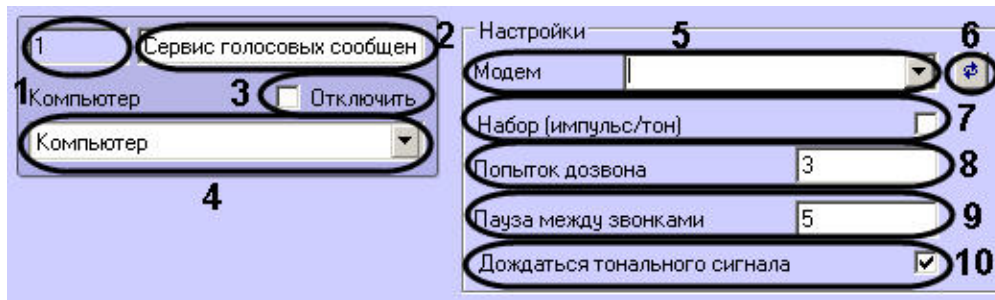 1 Сервис голосовых сообщен 2
1 Компьютер 3 Отключить
Компьютер
4
Настройки 5 6
Модем
Набор (импульс/тон) 7
Попыток дозвона 3 8
Пауза между звонками 5 9
Дождаться тонального сигнала 10